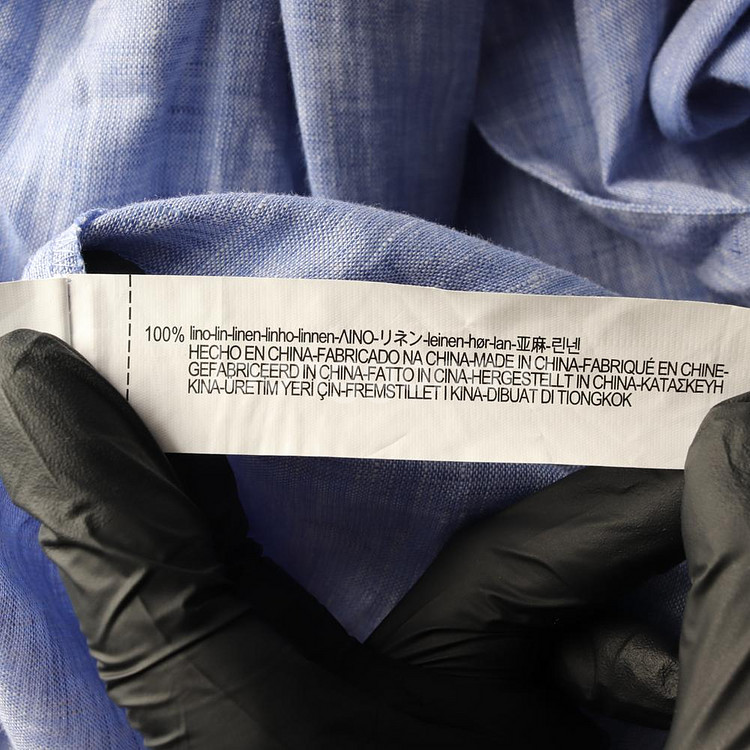 100% lino-lin-linen-linho-linnen-ΛΙΝΟ-リネン-leinen-hør-lan-亚麻-린넨
HECHO EN CHINA-FABRICADO NA CHINA-MADE IN CHINA-FABRIQUÉ EN CHINE-
GEFABRICEERD IN CHINA-FATTO IN CINA-HERGESTELLT IN CHINA-ΚΑΤΑΣΚΕΥΗ
KINA-ÜRETİM YERİ ÇİN-FREMSTILLET I KINA-DIBUAT DI TIONGKOK